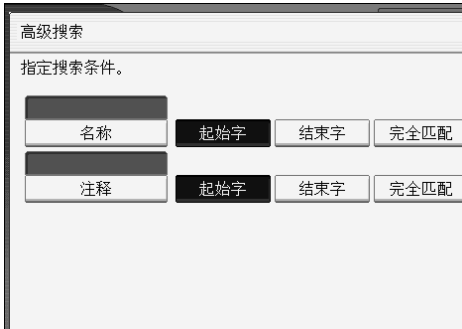 高级搜索
指定搜索条件。
名称 起始字 结束字 完全匹配
注释 起始字 结束字 完全匹配